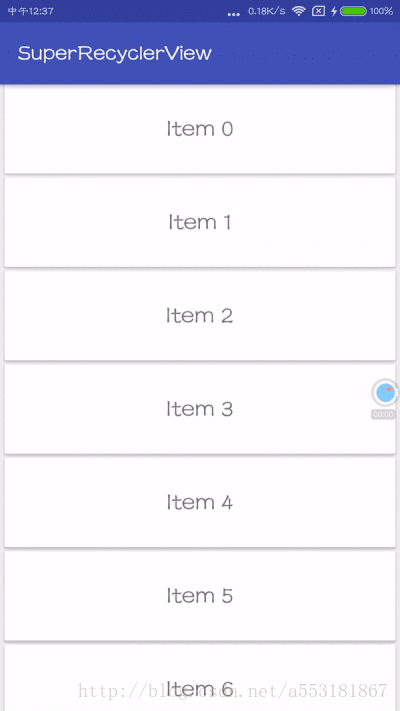 中午12:37 ... 0.18K/s 100%
SuperRecyclerView
Item 0
Item 1
Item 2
Item 3
00:00
Item 4
Item 5
Item 6
http://blog.csdn.net/a553181867